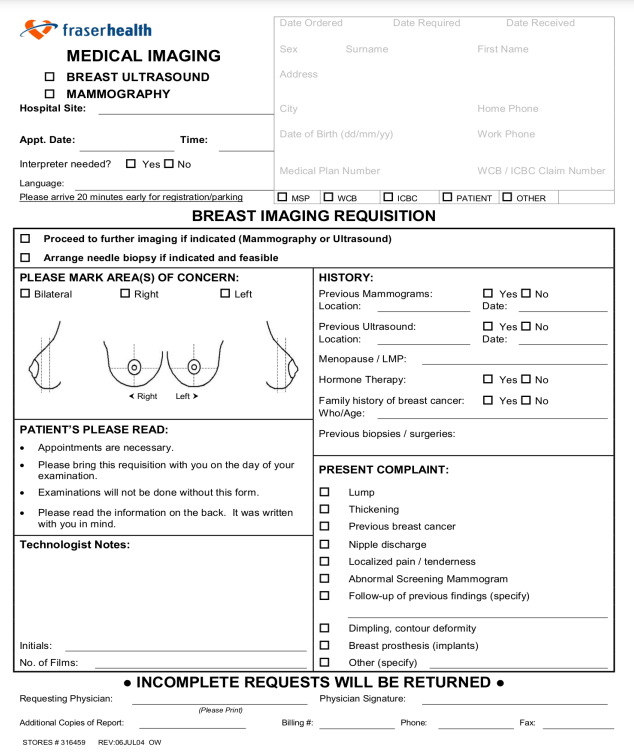 fraserhealth
MEDICAL IMAGING
BREAST ULTRASOUND
MAMMOGRAPHY
Hospital Site:
Appt. Date: Time:
Interpreter needed? Yes No
Language:
Please arrive 20 minutes early for registration/parking
Date Ordered Date Required Date Received
Sex Surname First Name
Address
City Home Phone
Date of Birth (dd/mm/yy) Work Phone
Medical Plan Number WCB / ICBC Claim Number
MSP WCB ICBC PATIENT OTHER
BREAST IMAGING REQUISITION
Proceed to further imaging if indicated (Mammography or Ultrasound)
Arrange needle biopsy if indicated and feasible
PLEASE MARK AREA(S) OF CONCERN:
Bilateral Right Left
Right Left
PATIENT'S PLEASE READ:
• Appointments are necessary.
• Please bring this requisition with you on the day of your
examination.
• Examinations will not be done without this form.
• Please read the information on the back. It was written
with you in mind.
Technologist Notes:
Initials:
No. of Films:
HISTORY:
Previous Mammograms: Yes No
Location: Date:
Previous Ultrasound: Yes No
Location: Date:
Menopause / LMP:
Hormone Therapy: Yes No
Family history of breast cancer: Yes No
Who/Age:
Previous biopsies / surgeries:
PRESENT COMPLAINT:
Lump
Thickening
Previous breast cancer
Nipple discharge
Localized pain / tenderness
Abnormal Screening Mammogram
Follow-up of previous findings (specify)
Dimpling, contour deformity
Breast prosthesis (implants)
Other (specify)
• INCOMPLETE REQUESTS WILL BE RETURNED •
Requesting Physician: Physician Signature:
(Please Print)
Additional Copies of Report: Billing #: Phone: Fax:
STORES # 316459 REV:06JUL04 OW